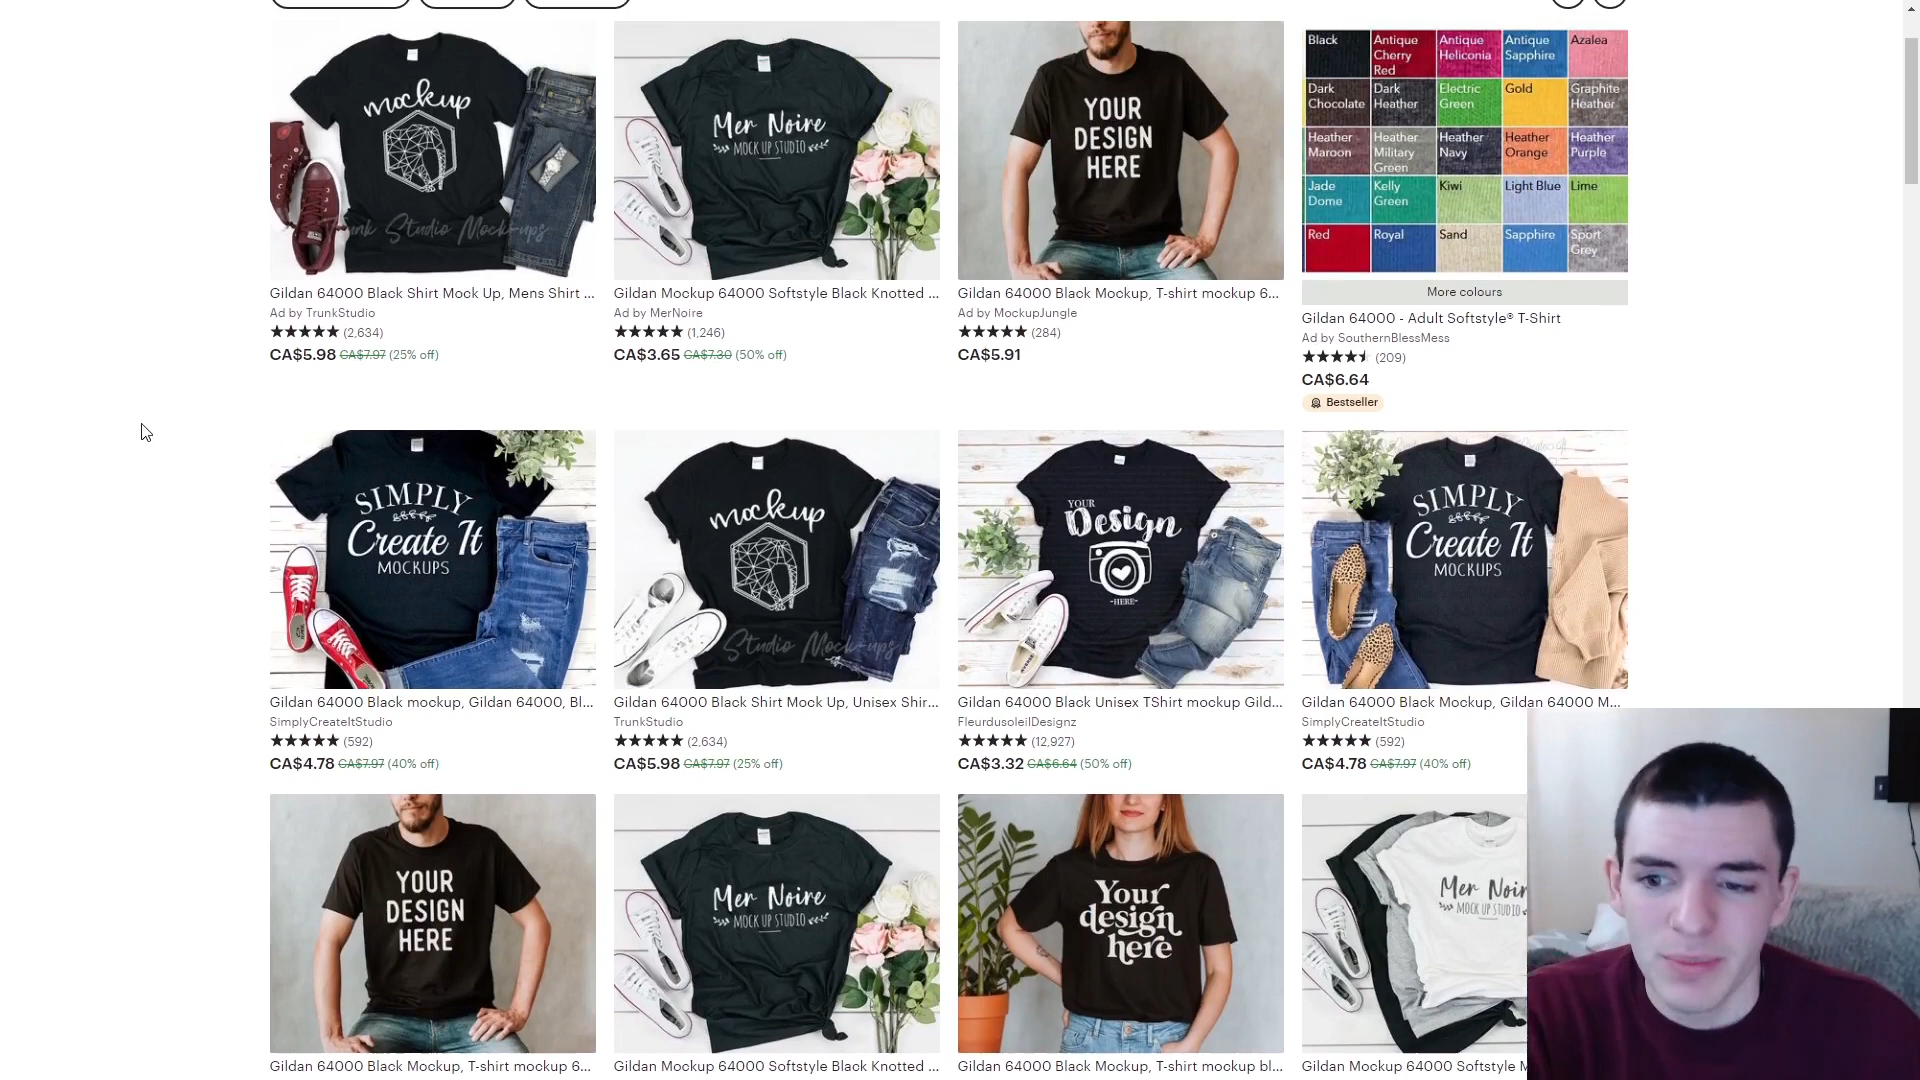 mockup
Trunk Studio Mock-ups
Gildan 64000 Black Shirt Mock Up, Mens Shirt ...
Ad by TrunkStudio
(2,634)
CA$5.98 CA$7.97 (25% off)
Mer Noire
MOCK UP STUDIO
Gildan Mockup 64000 Softstyle Black Knotted ...
Ad by MerNoire
(1,246)
CA$3.65 CA$7.30 (50% off)
YOUR
DESIGN
HERE
Gildan 64000 Black Mockup, T-shirt mockup 6...
Ad by MockupJungle
(284)
CA$5.91
Black
Antique Cherry Red
Antique Heliconia
Antique Sapphire
Azalea
Dark Chocolate
Dark Heather
Electric Green
Gold
Graphite Heather
Heather Maroon
Heather Military Green
Heather Navy
Heather Orange
Heather Purple
Jade Dome
Kelly Green
Kiwi
Light Blue
Lime
Red
Royal
Sand
Sapphire
Sport Grey
More colours
Gildan 64000 - Adult Softstyle® T-Shirt
Ad by SouthernBlessMess
(209)
CA$6.64
Bestseller
SIMPLY
Create It
MOCKUPS
Gildan 64000 Black mockup, Gildan 64000, Bl...
SimplyCreateItStudio
(592)
CA$4.78 CA$7.97 (40% off)
mockup
Studio Mock-ups
Gildan 64000 Black Shirt Mock Up, Unisex Shir...
TrunkStudio
(2,634)
CA$5.98 CA$7.97 (25% off)
YOUR
Design
-HERE-
Gildan 64000 Black Unisex TShirt mockup Gild...
FleurdusoleilDesignz
(12,927)
CA$3.32 CA$6.64 (50% off)
SIMPLY
Create It
MOCKUPS
Gildan 64000 Black Mockup, Gildan 64000 M...
SimplyCreateItStudio
(592)
CA$4.78 CA$7.97 (40% off)
YOUR
DESIGN
HERE
Gildan 64000 Black Mockup, T-shirt mockup 6...
Mer Noire
MOCK UP STUDIO
Gildan Mockup 64000 Softstyle Black Knotted ...
Your
design
here
Gildan 64000 Black Mockup, T-shirt mockup bl...
Mer Noir
MOCK UP STUDIO
Gildan Mockup 64000 Softstyle M